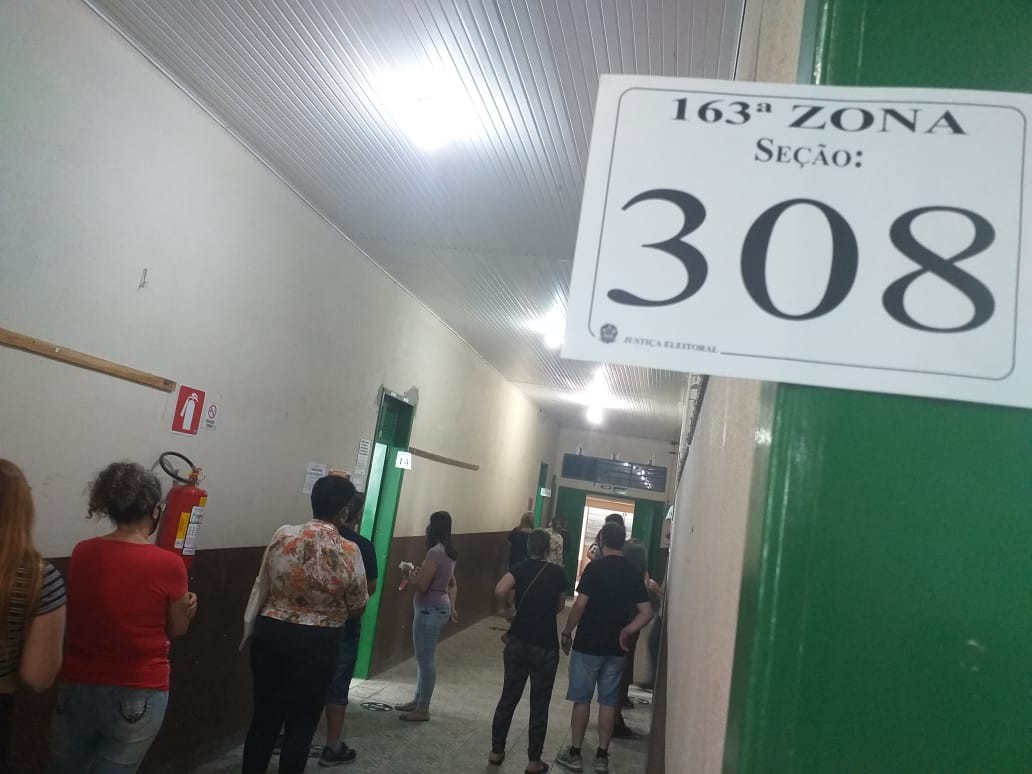 163ª ZONA
SEÇÃO:
308
JUSTIÇA ELEITORAL